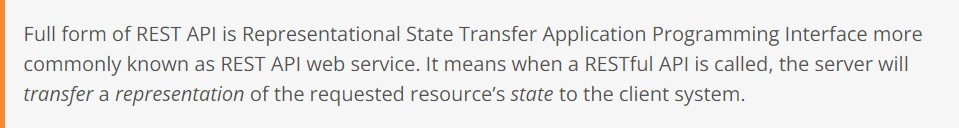 Full form of REST API is Representational State Transfer Application Programming Interface more
commonly known as REST API web service. It means when a RESTful API is called, the server will
transfer a representation of the requested resource’s state to the client system.